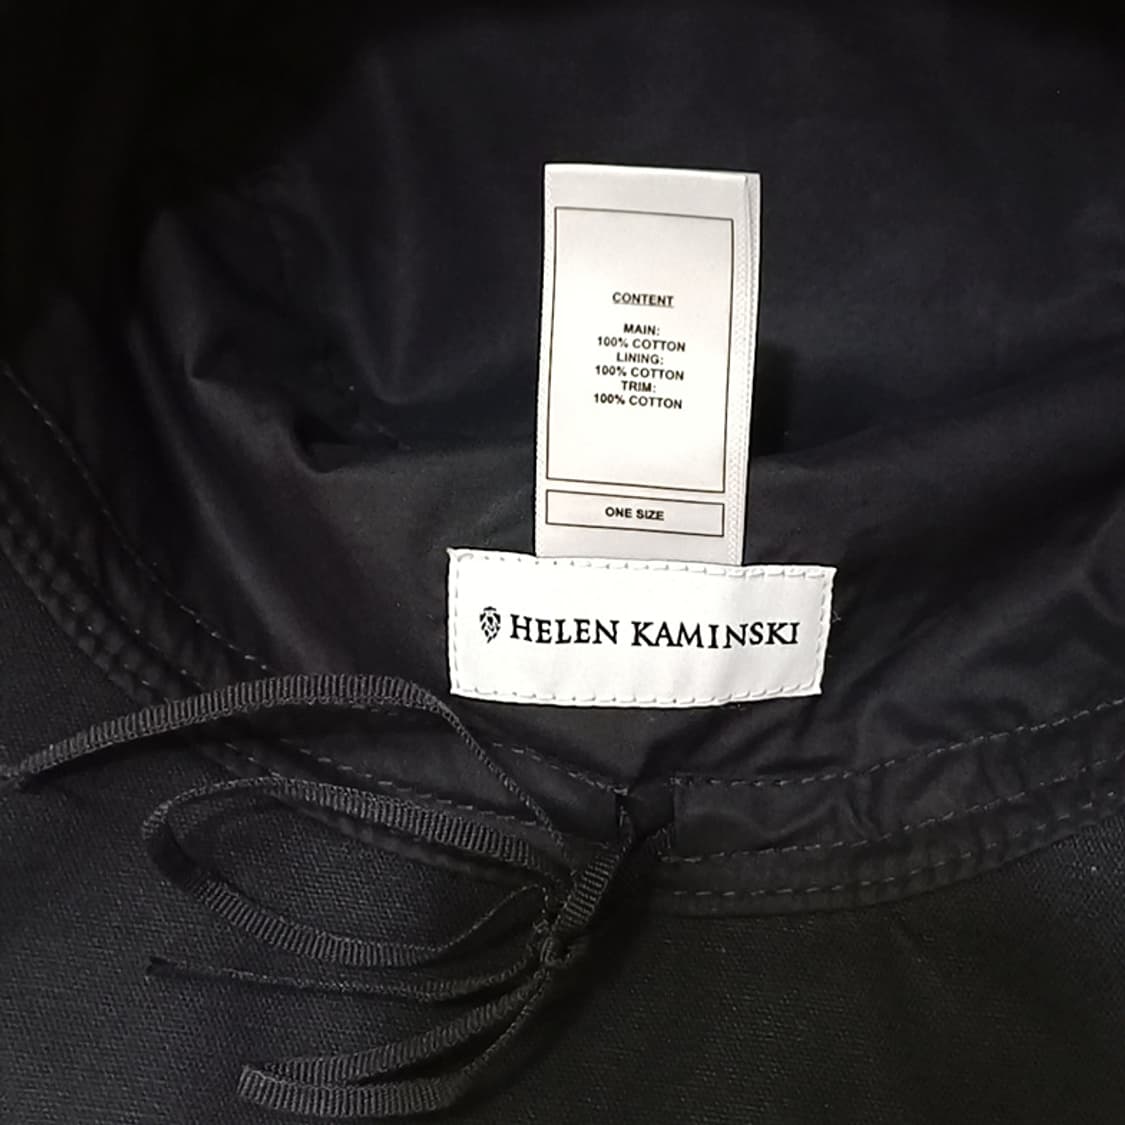 CONTENT
MAIN:
100% COTTON
LINING:
100% COTTON
TRIM:
100% COTTON
ONE SIZE
HELEN KAMINSKI